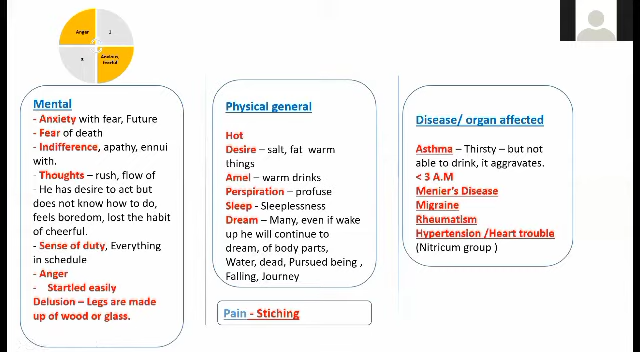 Anger
1
3
Anxious,
fearful
Mental
- Anxiety with fear, Future
- Fear of death
- Indifference, apathy, ennui
with.
- Thoughts – rush, flow of
- He has desire to act but
does not know how to do,
feels boredom, lost the habit
of cheerful.
- Sense of duty, Everything
in schedule
- Anger
- Startled easily
Delusion – Legs are made
up of wood or glass.
Physical general
Hot
Desire – salt, fat warm
things
Amel – warm drinks
Perspiration – profuse
Sleep - Sleeplessness
Dream – Many, even if wake
up he will continue to
dream, of body parts,
Water, dead, Pursued being ,
Falling, Journey
Pain - Stiching
Disease/ organ affected
Asthma – Thirsty – but not
able to drink, it aggravates.
< 3 A.M
Menier's Disease
Migraine
Rheumatism
Hypertension /Heart trouble
(Nitricum group )